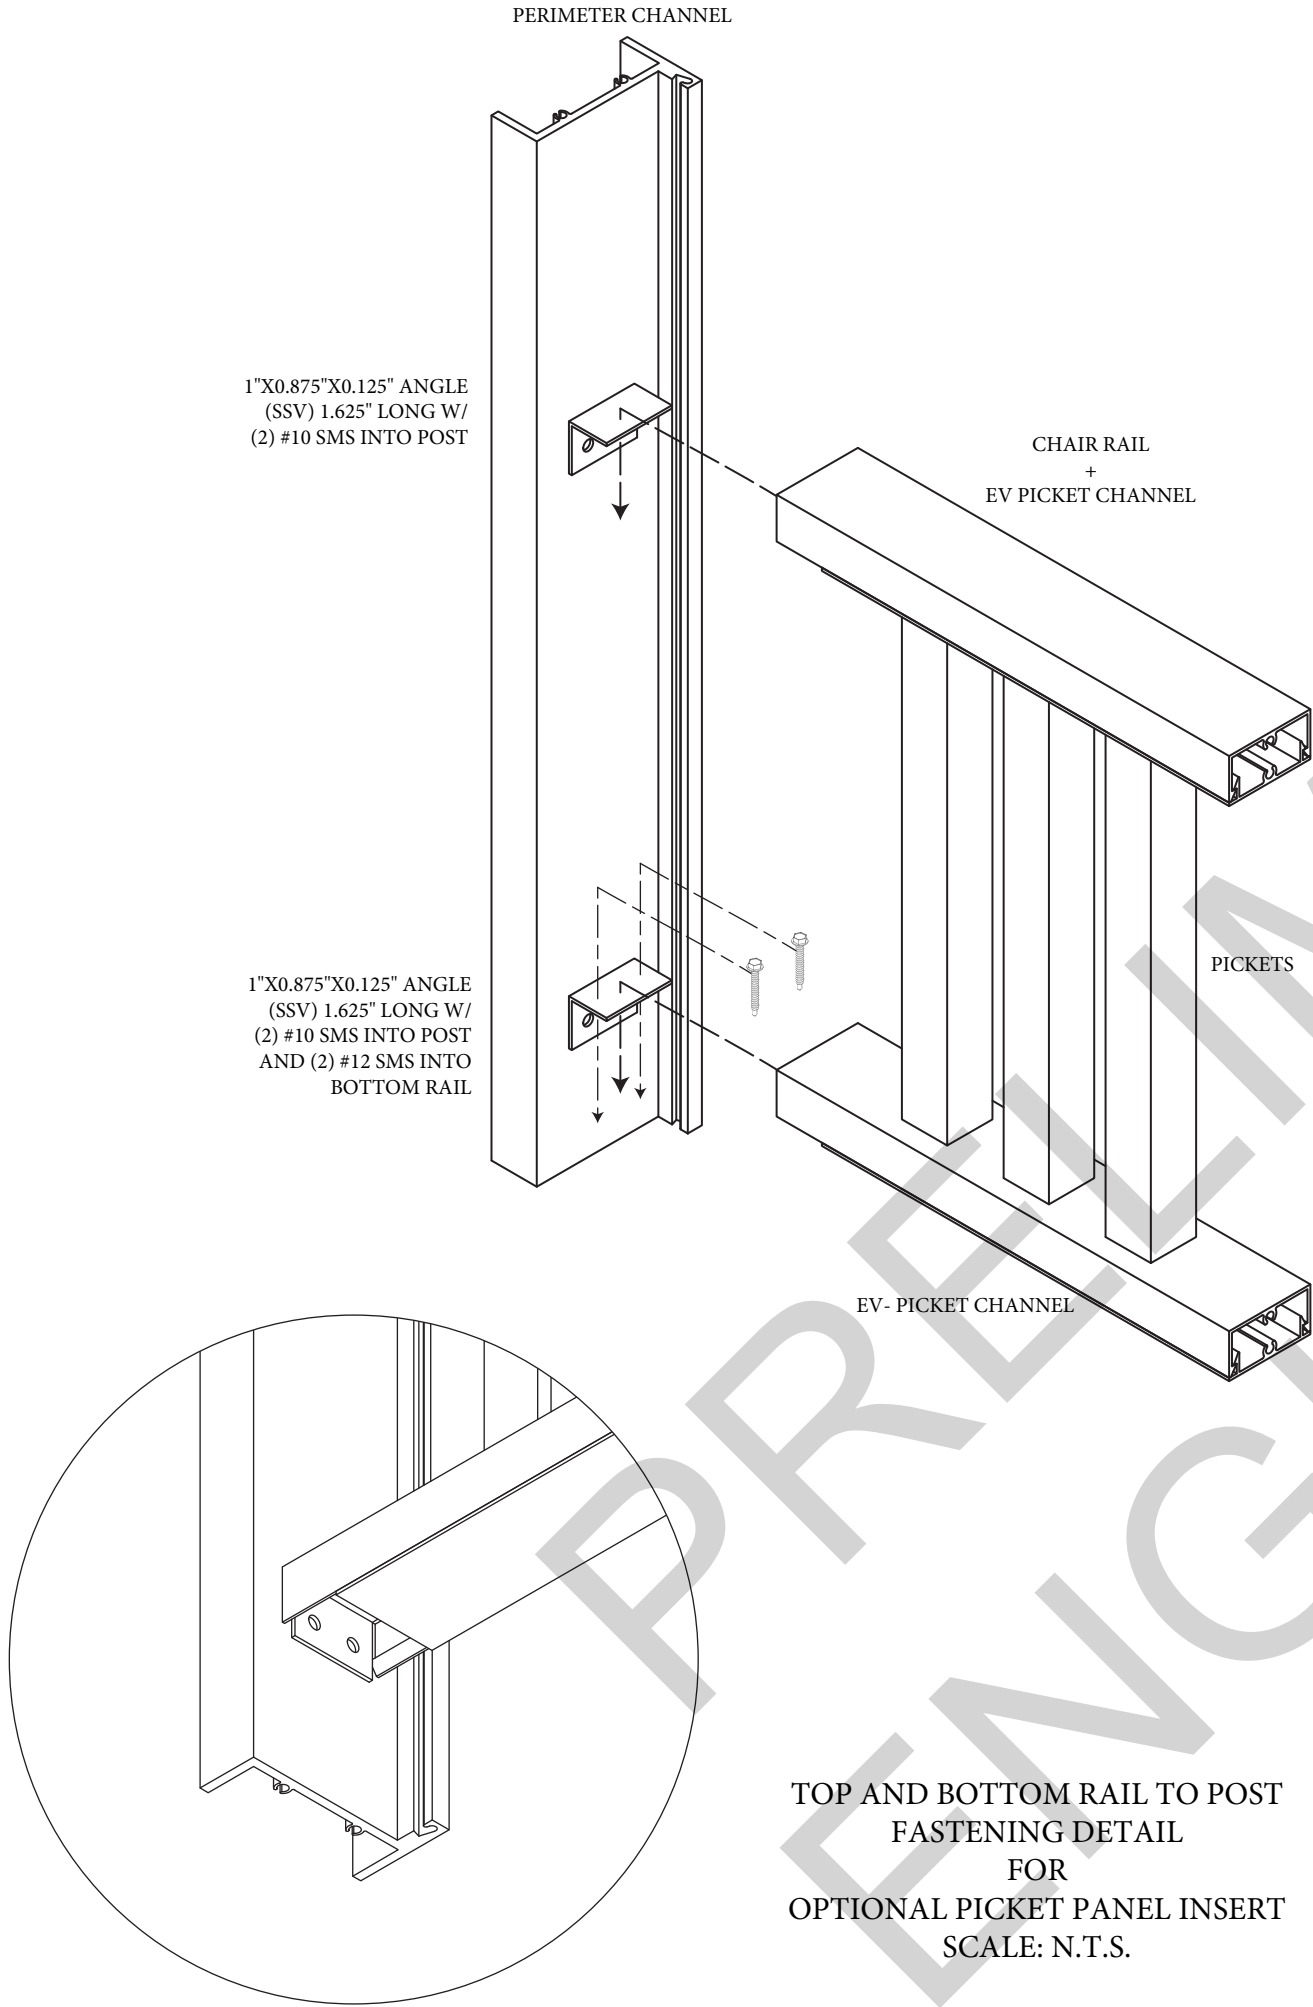 PERIMETER CHANNEL
1"X0.875"X0.125" ANGLE
(SSV) 1.625" LONG W/
(2) #10 SMS INTO POST
CHAIR RAIL
+
EV PICKET CHANNEL
1"X0.875"X0.125" ANGLE
(SSV) 1.625" LONG W/
(2) #10 SMS INTO POST
AND (2) #12 SMS INTO
BOTTOM RAIL
PICKETS
EV- PICKET CHANNEL
TOP AND BOTTOM RAIL TO POST
FASTENING DETAIL
FOR
OPTIONAL PICKET PANEL INSERT
SCALE: N.T.S.